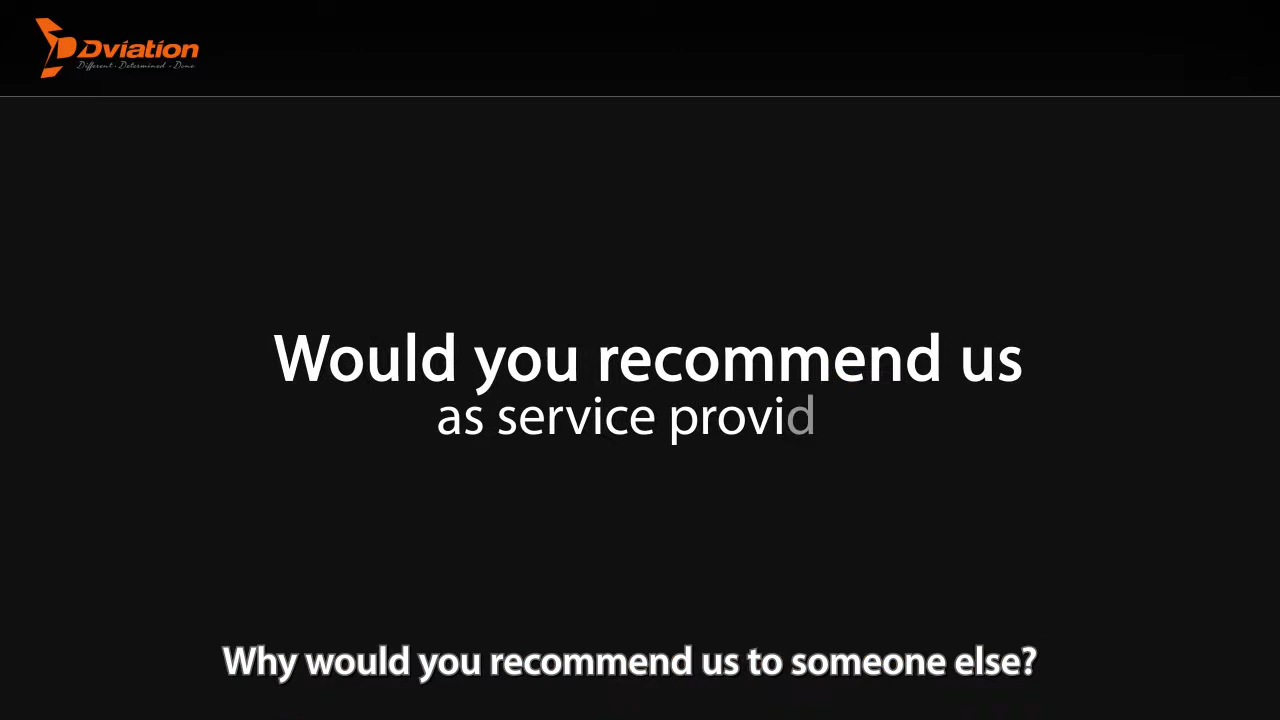 Dviation
Different · Determined · Done
Would you recommend us
as service provid
Why would you recommend us to someone else?